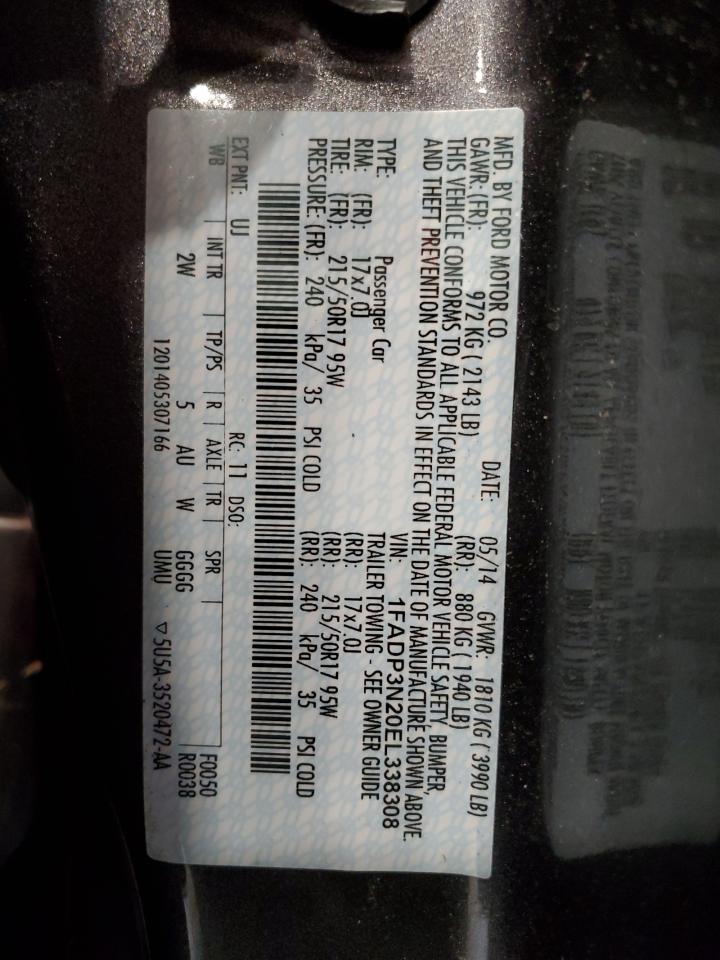 MFD. BY FORD MOTOR CO. DATE: 05/14 GVWR: 1810 KG ( 3990 LB)
GAWR: (FR): 972 KG ( 2143 LB) (RR): 880 KG ( 1940 LB)
THIS VEHICLE CONFORMS TO ALL APPLICABLE FEDERAL MOTOR VEHICLE SAFETY, BUMPER,
AND THEFT PREVENTION STANDARDS IN EFFECT ON THE DATE OF MANUFACTURE SHOWN ABOVE.
VIN: 1FADP3N20EL338308
TYPE: Passenger Car TRAILER TOWING - SEE OWNER GUIDE
RIM: (FR): 17x7.0J (RR): 17x7.0J
TIRE: (FR): 215/50R17 95W (RR): 215/50R17 95W
PRESSURE: (FR): 240 kPa/ 35 PSI COLD (RR): 240 kPa/ 35 PSI COLD
EXT PNT: UJ RC: 11 DSO: F0050
WB INT TR TP/PS R AXLE TR SPR R0038
2W 5 AU W GGGG
1201405307166 UMU ▽5U5A-3520472-AA